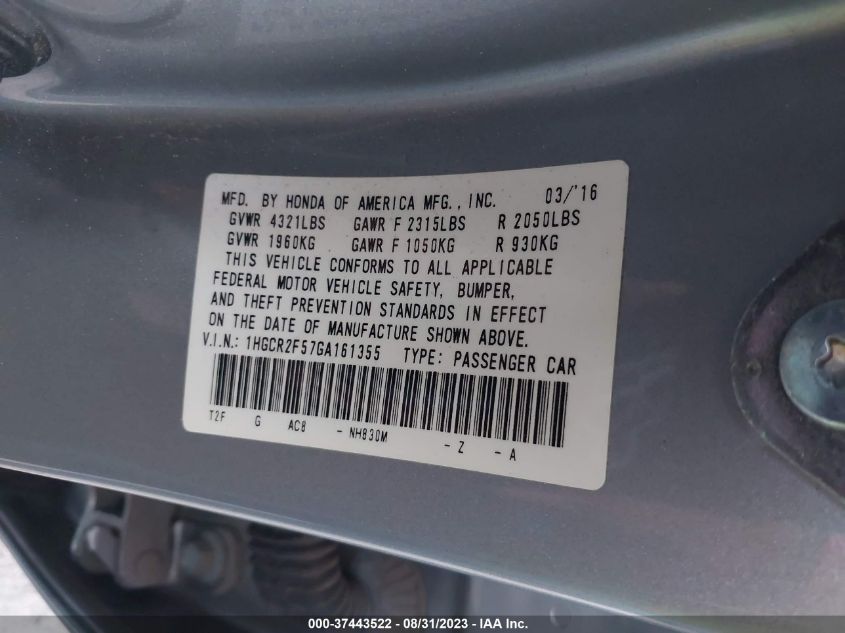 MFD. BY HONDA OF AMERICA MFG., INC. 03/'16
GVWR 4321LBS GAWR F 2315LBS R 2050LBS
GVWR 1960KG GAWR F 1050KG R 930KG
THIS VEHICLE CONFORMS TO ALL APPLICABLE
FEDERAL MOTOR VEHICLE SAFETY, BUMPER,
AND THEFT PREVENTION STANDARDS IN EFFECT
ON THE DATE OF MANUFACTURE SHOWN ABOVE.
V.I.N.: 1HGCR2F57GA161355 TYPE: PASSENGER CAR
T2F G AC8 - NH830M - Z - A
000-37443522 - 08/31/2023 - IAA Inc.